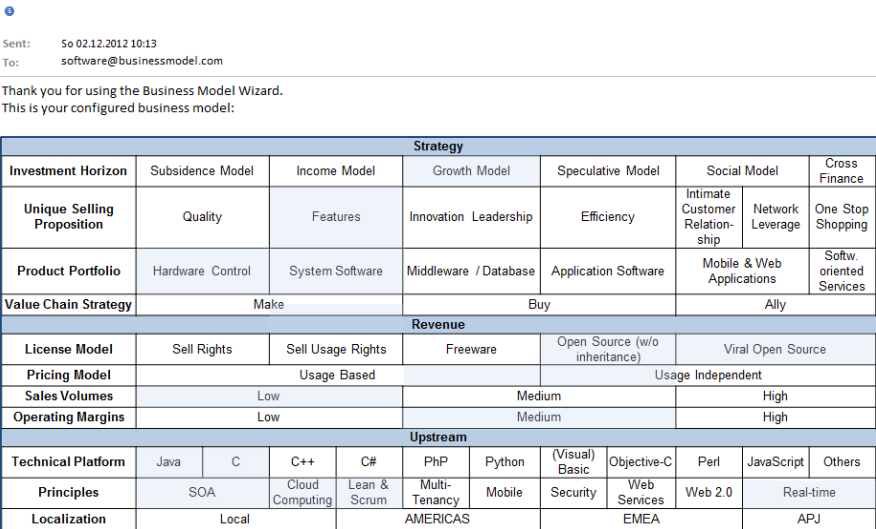 Sent: So 02.12.2012 10:13
To: software@businessmodel.com
Thank you for using the Business Model Wizard.
This is your configured business model:
Strategy
Investment Horizon Subsidence Model Income Model Growth Model Speculative Model Social Model Cross Finance
Unique Selling Proposition Quality Features Innovation Leadership Efficiency Intimate Customer Relation-ship Network Leverage One Stop Shopping
Product Portfolio Hardware Control System Software Middleware / Database Application Software Mobile & Web Applications Softw. oriented Services
Value Chain Strategy Make Buy Ally
Revenue
License Model Sell Rights Sell Usage Rights Freeware Open Source (w/o inheritance) Viral Open Source
Pricing Model Usage Based Usage Independent
Sales Volumes Low Medium High
Operating Margins Low Medium High
Upstream
Technical Platform Java C C++ C# PhP Python (Visual) Basic Objective-C Perl JavaScript Others
Principles SOA Cloud Computing Lean & Scrum Multi-Tenancy Mobile Security Web Services Web 2.0 Real-time
Localization Local AMERICAS EMEA APJ